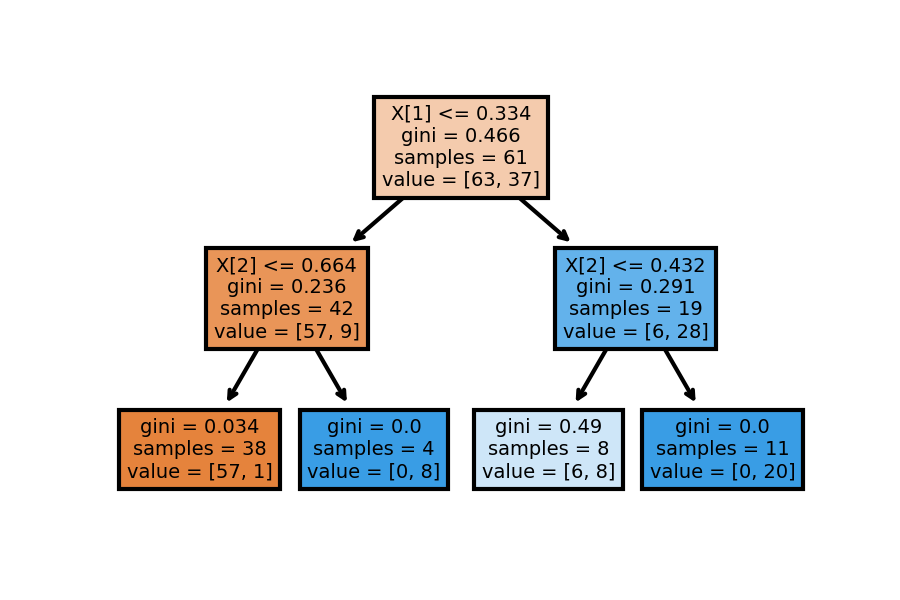 X[1] <= 0.334
gini = 0.466
samples = 61
value = [63, 37]
X[2] <= 0.664
gini = 0.236
samples = 42
value = [57, 9]
X[2] <= 0.432
gini = 0.291
samples = 19
value = [6, 28]
gini = 0.034
samples = 38
value = [57, 1]
gini = 0.0
samples = 4
value = [0, 8]
gini = 0.49
samples = 8
value = [6, 8]
gini = 0.0
samples = 11
value = [0, 20]